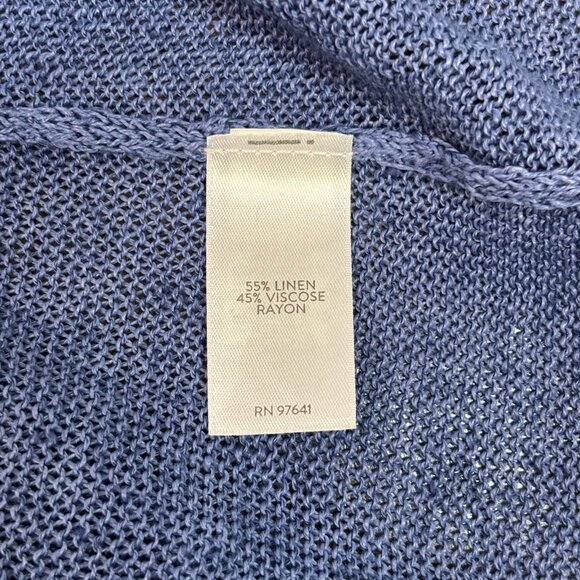 55% LINEN
45% VISCOSE
RAYON
RN 97641